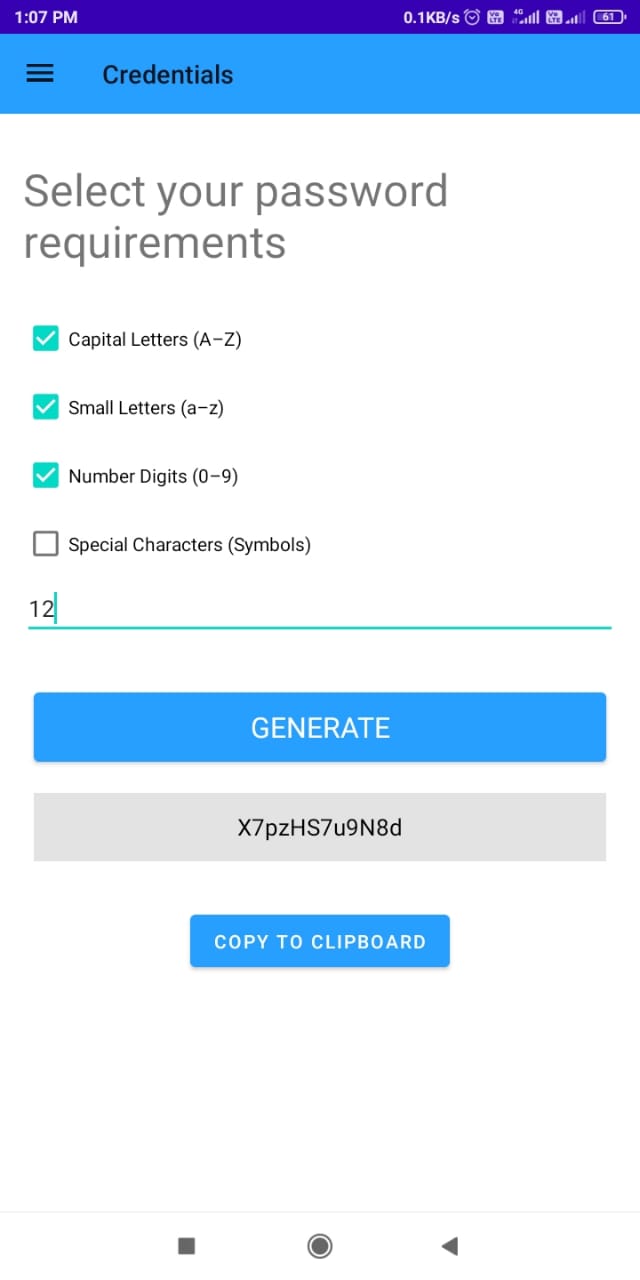 1:07 PM 0.1KB/s 4G 61
Credentials
Select your password
requirements
Capital Letters (A–Z)
Small Letters (a–z)
Number Digits (0–9)
Special Characters (Symbols)
12
GENERATE
X7pzHS7u9N8d
COPY TO CLIPBOARD